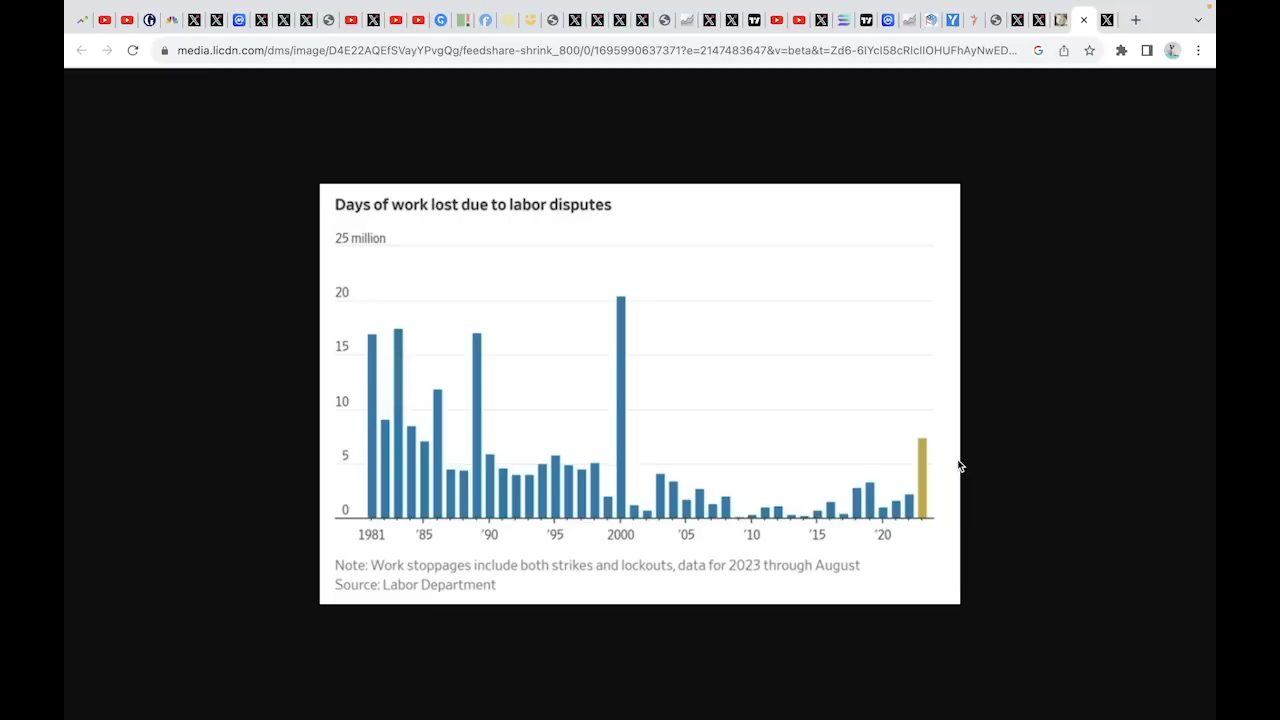 media.licdn.com/dms/image/D4E22AQEfSVayYPvgQg/feedshare-shrink_800/0/1695990637371?e=2147483647&v=beta&t=Zd6-6IYcl58cRlclIOHUFhAyNwED...
Days of work lost due to labor disputes
25 million
20
15
10
5
0
1981 '85 '90 '95 2000 '05 '10 '15 '20
Note: Work stoppages include both strikes and lockouts, data for 2023 through August
Source: Labor Department